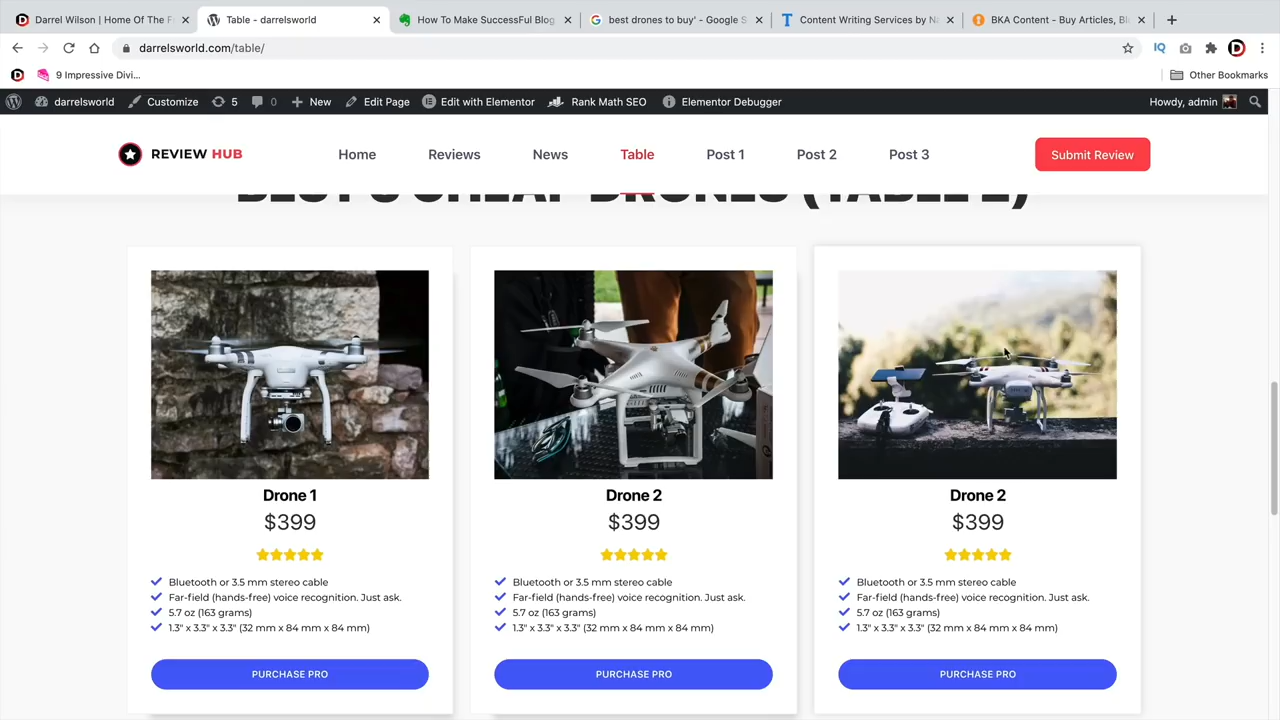 Darrel Wilson | Home Of The F
Table - darrelsworld
How To Make SuccessFul Blog
best drones to buy' - Google S
Content Writing Services by Na
BKA Content - Buy Articles, Bl
darrelsworld.com/table/
9 Impressive Divi...
Other Bookmarks
darrelsworld
Customize
5
0
New
Edit Page
Edit with Elementor
Rank Math SEO
Elementor Debugger
Howdy, admin
REVIEW HUB
Home
Reviews
News
Table
Post 1
Post 2
Post 3
Submit Review
Drone 1
$399
Bluetooth or 3.5 mm stereo cable
Far-field (hands-free) voice recognition. Just ask.
5.7 oz (163 grams)
1.3" x 3.3" x 3.3" (32 mm x 84 mm x 84 mm)
PURCHASE PRO
Drone 2
$399
Bluetooth or 3.5 mm stereo cable
Far-field (hands-free) voice recognition. Just ask.
5.7 oz (163 grams)
1.3" x 3.3" x 3.3" (32 mm x 84 mm x 84 mm)
PURCHASE PRO
Drone 2
$399
Bluetooth or 3.5 mm stereo cable
Far-field (hands-free) voice recognition. Just ask.
5.7 oz (163 grams)
1.3" x 3.3" x 3.3" (32 mm x 84 mm x 84 mm)
PURCHASE PRO